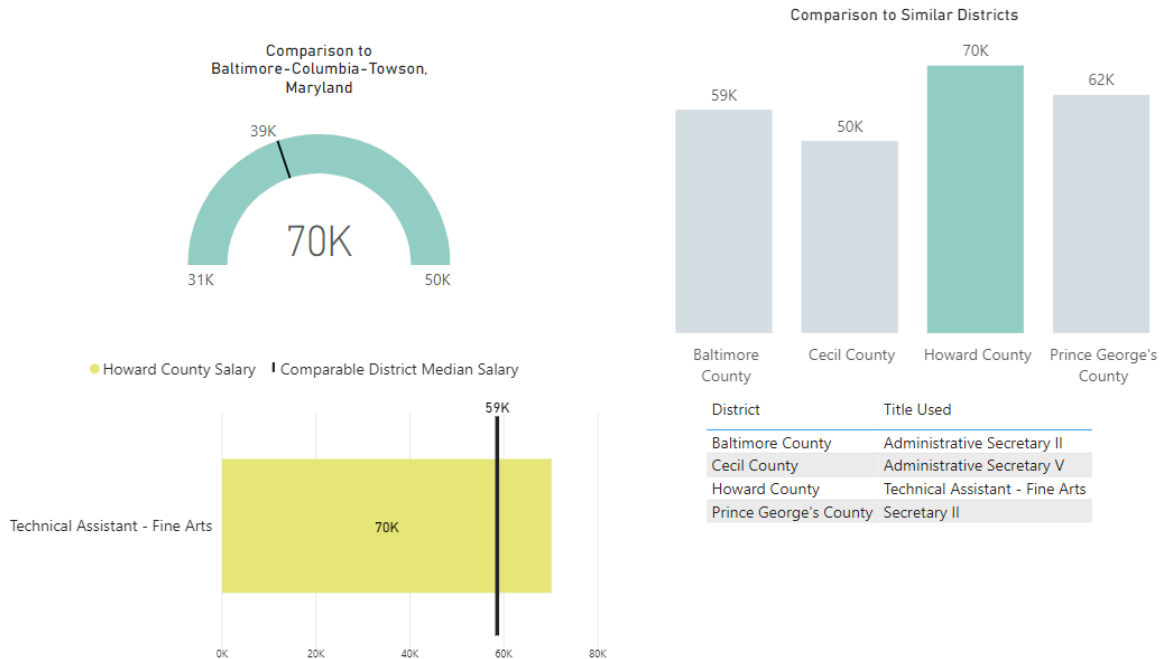 Comparison to
Baltimore-Columbia-Towson,
Maryland
39K
70K
31K
50K
Comparison to Similar Districts
59K
50K
70K
62K
Baltimore
County
Cecil County
Howard County
Prince George's
County
District Title Used
Baltimore County Administrative Secretary II
Cecil County Administrative Secretary V
Howard County Technical Assistant - Fine Arts
Prince George's County Secretary II
Howard County Salary Comparable District Median Salary
59K
Technical Assistant - Fine Arts
70K
0K 20K 40K 60K 80K